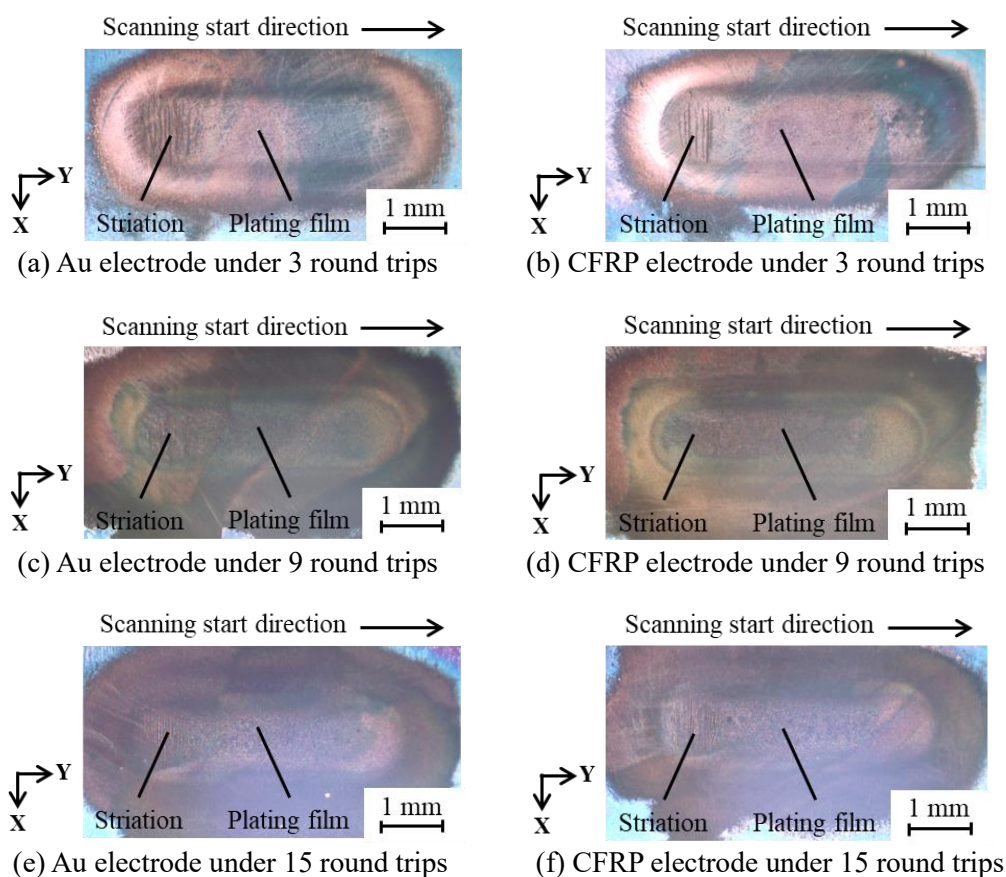 Scanning start direction
Y
X
Striation
Plating film
1 mm
(a) Au electrode under 3 round trips
Scanning start direction
Y
X
Striation
Plating film
1 mm
(b) CFRP electrode under 3 round trips
Scanning start direction
Y
X
Striation
Plating film
1 mm
(c) Au electrode under 9 round trips
Scanning start direction
Y
X
Striation
Plating film
1 mm
(d) CFRP electrode under 9 round trips
Scanning start direction
Y
X
Striation
Plating film
1 mm
(e) Au electrode under 15 round trips
Scanning start direction
Y
X
Striation
Plating film
1 mm
(f) CFRP electrode under 15 round trips